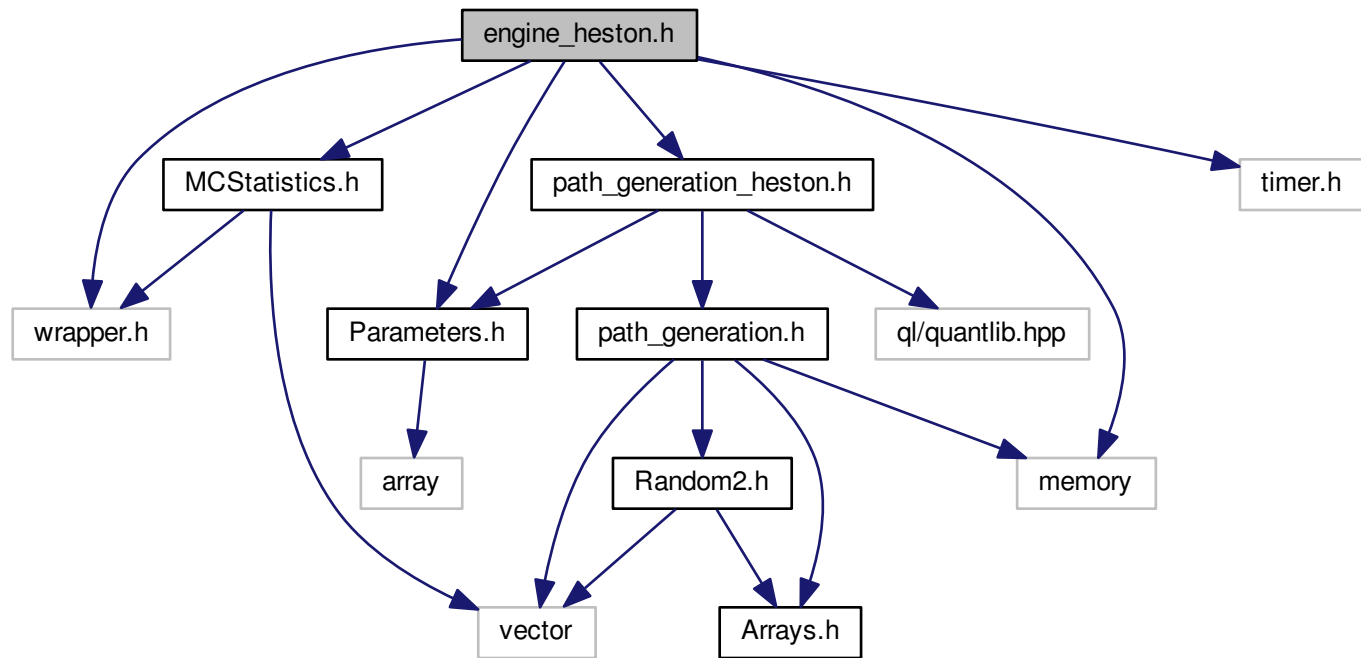 engine_heston.h
MCStatistics.h
path_generation_heston.h
timer.h
wrapper.h
Parameters.h
path_generation.h
ql/quantlib.hpp
array
Random2.h
memory
vector
Arrays.h